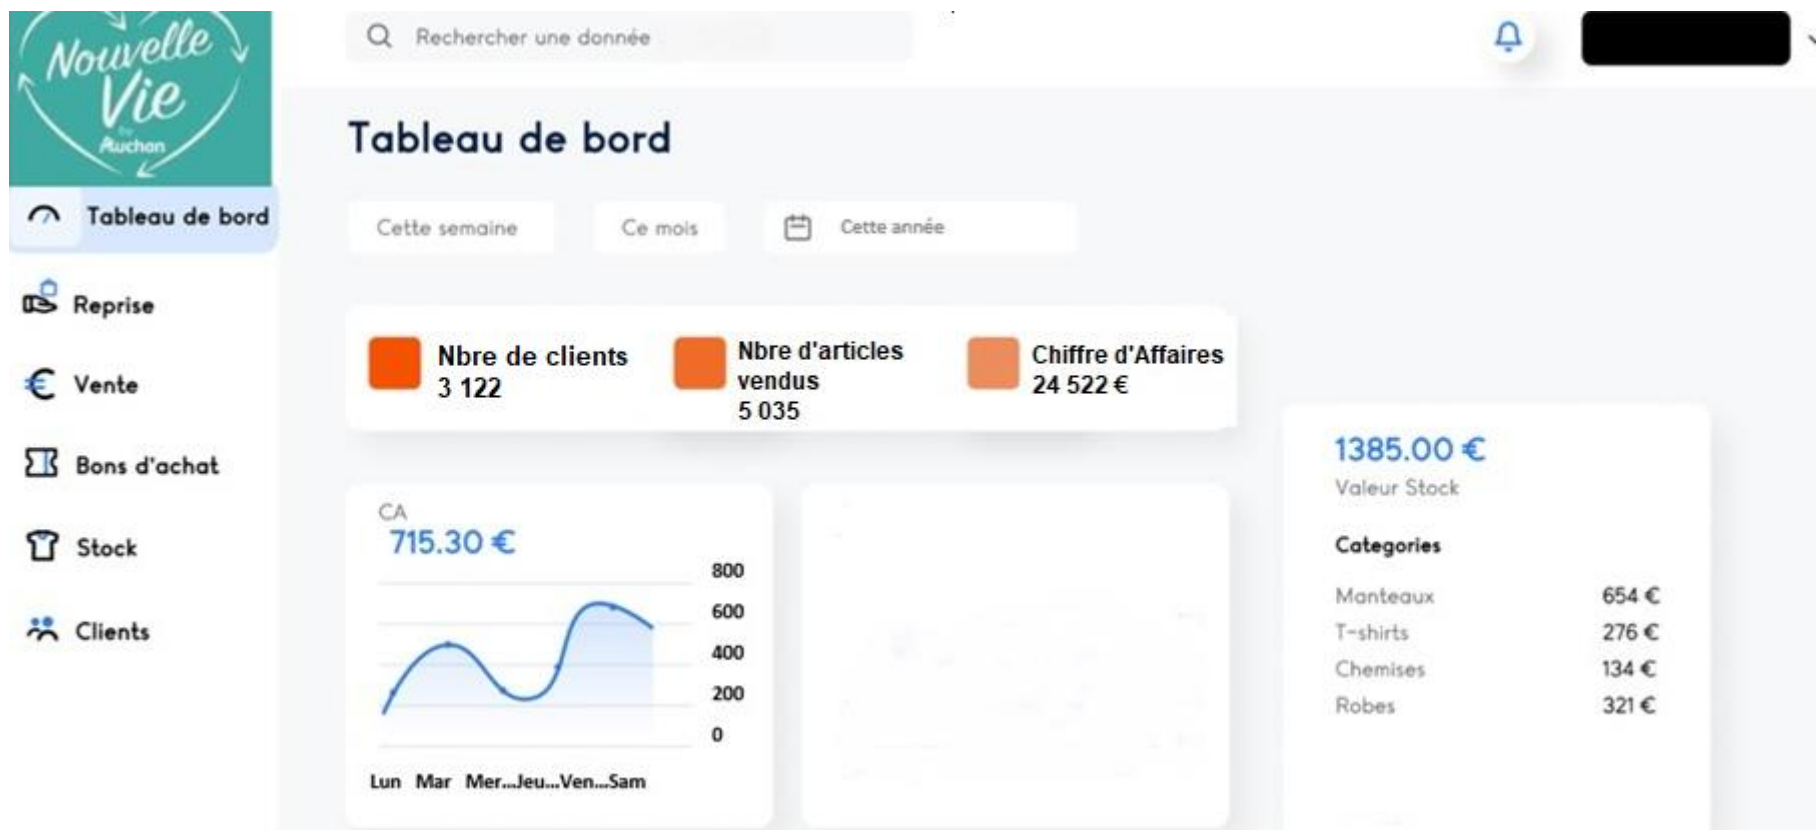 Nouvelle
Vie
by
Auchan
Rechercher une donnée
Tableau de bord
Reprise
Vente
Bons d'achat
Stock
Clients
Tableau de bord
Cette semaine
Ce mois
Cette année
Nbre de clients
3 122
Nbre d'articles
vendus
5 035
Chiffre d'Affaires
24 522 €
CA
715.30 €
800
600
400
200
0
Lun Mar Mer...Jeu...Ven...Sam
1385.00 €
Valeur Stock
Categories
Manteaux 654 €
T-shirts 276 €
Chemises 134 €
Robes 321 €